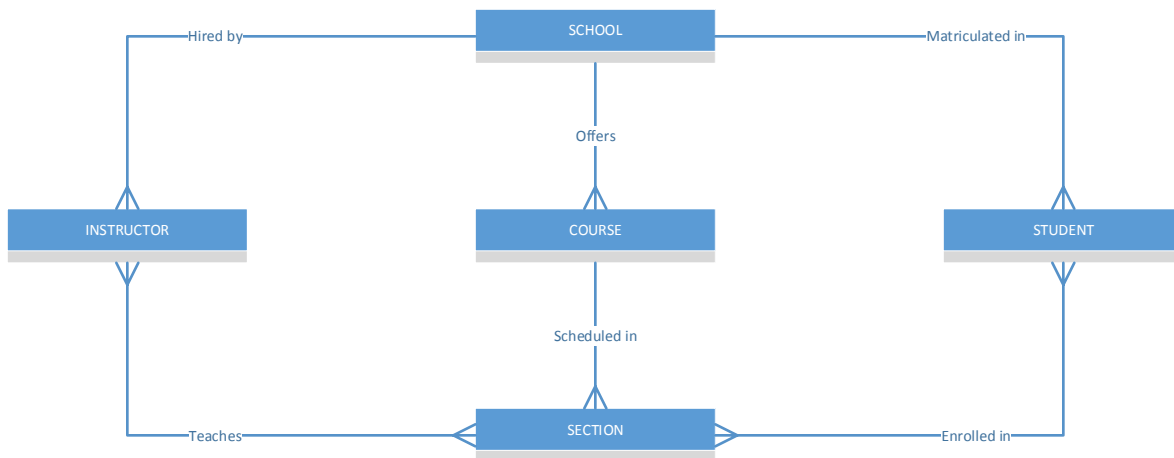 Hired by
SCHOOL
Matriculated in
Offers
INSTRUCTOR
COURSE
STUDENT
Scheduled in
Teaches
SECTION
Enrolled in